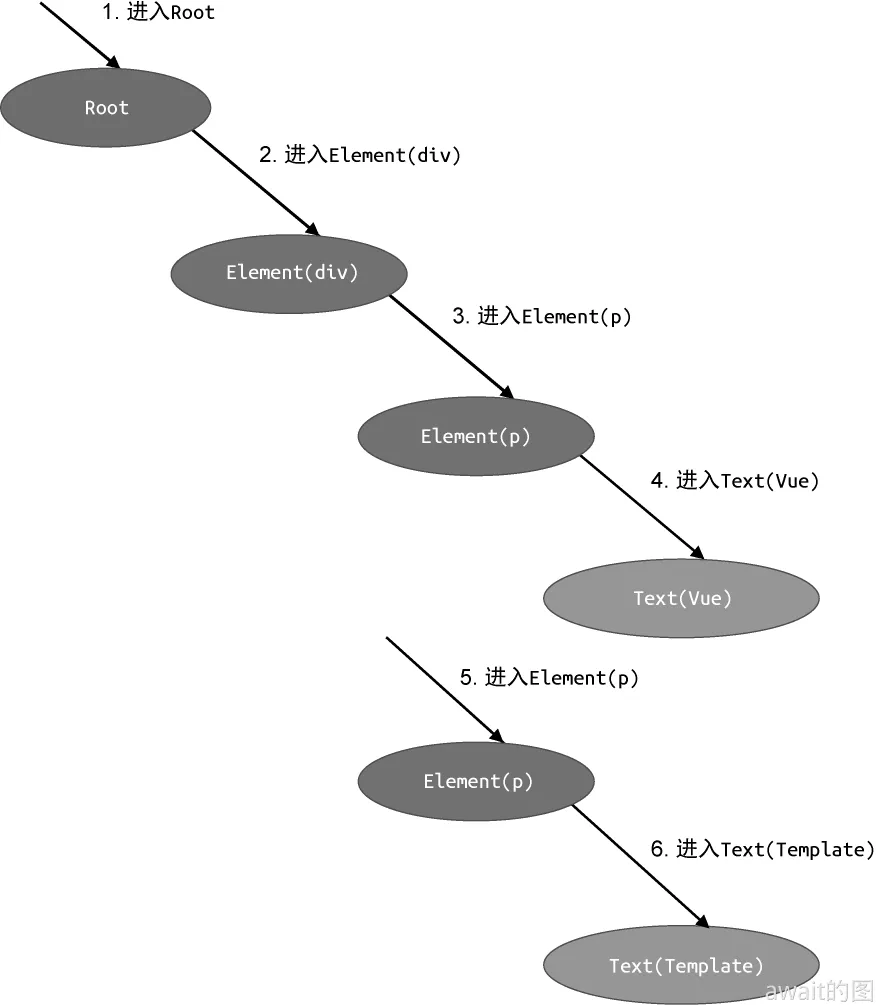 1. 进入Root
Root
2. 进入Element(div)
Element(div)
3. 进入Element(p)
Element(p)
4. 进入Text(Vue)
Text(Vue)
5. 进入Element(p)
Element(p)
6. 进入Text(Template)
Text(Template)
await的图